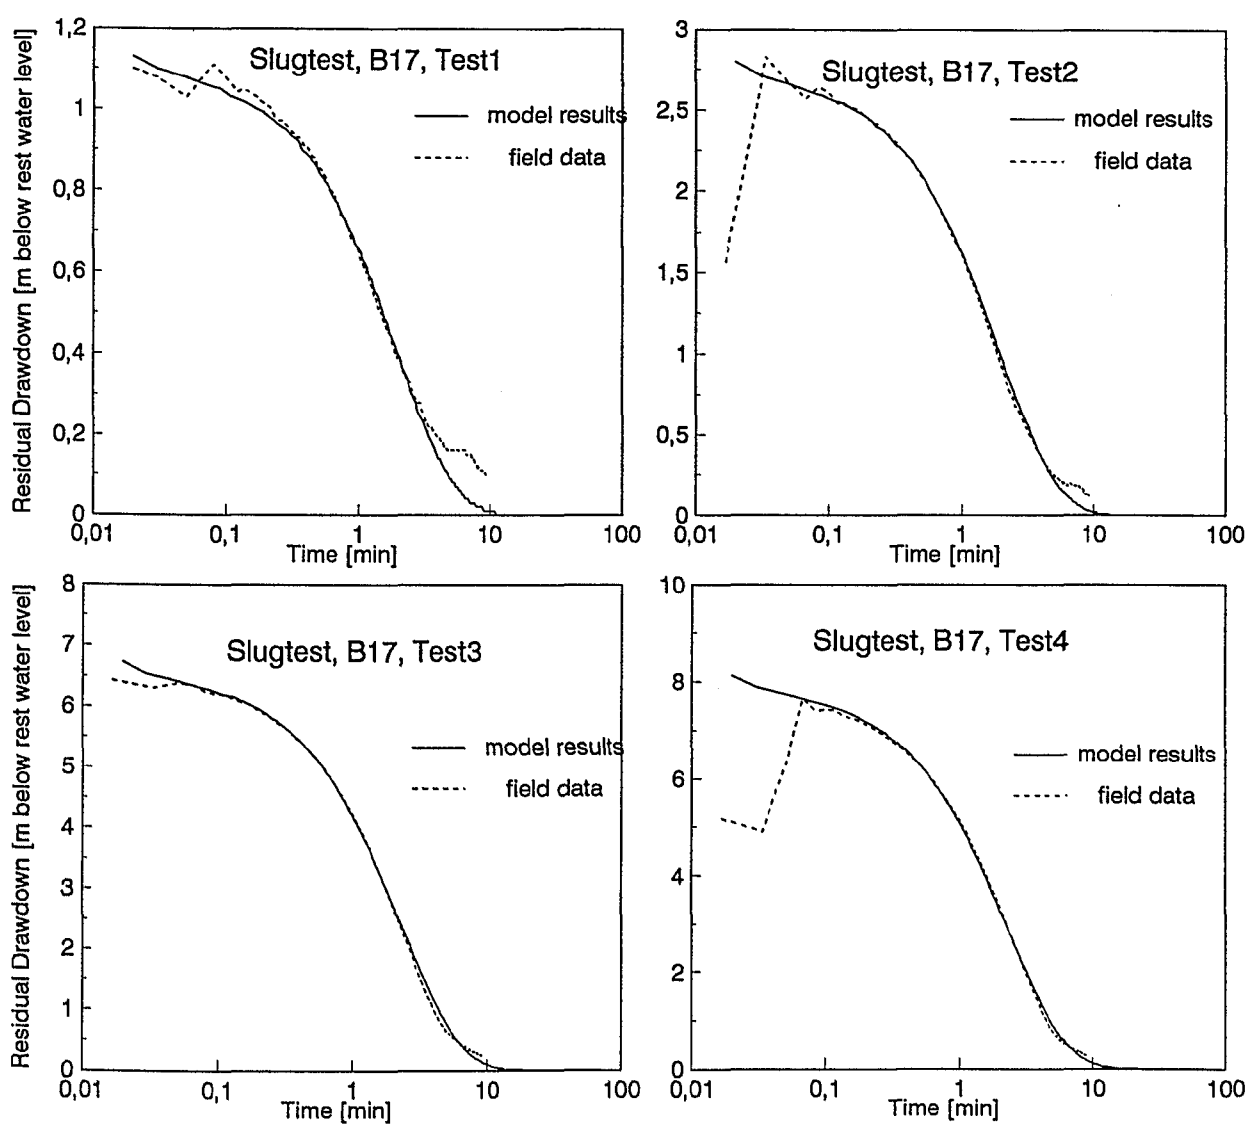 Slugtest, B17, Test1
model results
field data
Residual Drawdown [m below rest water level]
1,2
1
0,8
0,6
0,4
0,2
0
0,01
0,1
1
10
100
Time [min]
Slugtest, B17, Test2
model results
field data
3
2,5
2
1,5
1
0,5
0
0,01
0,1
1
10
100
Time [min]
Slugtest, B17, Test3
model results
field data
Residual Drawdown [m below rest water level]
8
7
6
5
4
3
2
1
0
0,01
0,1
1
10
100
Time [min]
Slugtest, B17, Test4
model results
field data
10
8
6
4
2
0
0,01
0,1
1
10
100
Time [min]